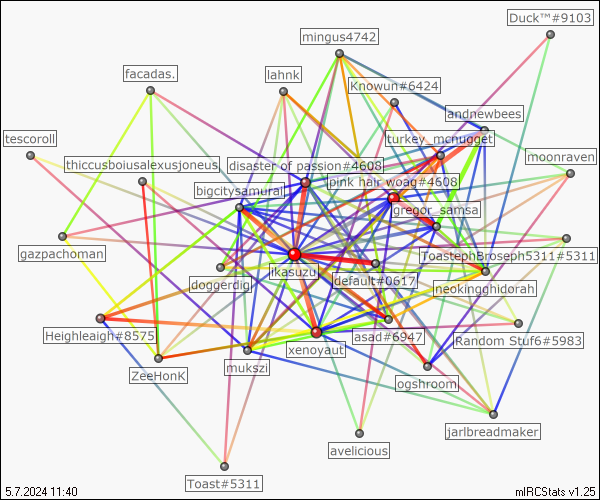 Duck™#9103
mingus4742
facadas.
lahnk
Knowun#6424
andnewbees
tescoroll
turkey_mcnugget
moonraven
thiccusboiusalexusjoneus
disaster of passion#4608
bigcitysamurai
pink hair woag#4608
gregor_samsa
gazpachoman
ToastephBroseph5311#5311
ikasuzu
default#0617
doggerdig
neokingghidorah
Heighleaigh#8575
asad#6947
Random Stuf6#5983
xenoyaut
ZeeHonK
mukszi
ogshroom
jarlbreadmaker
avelicious
Toast#5311
5.7.2024 11:40
mIRCStats v1.25